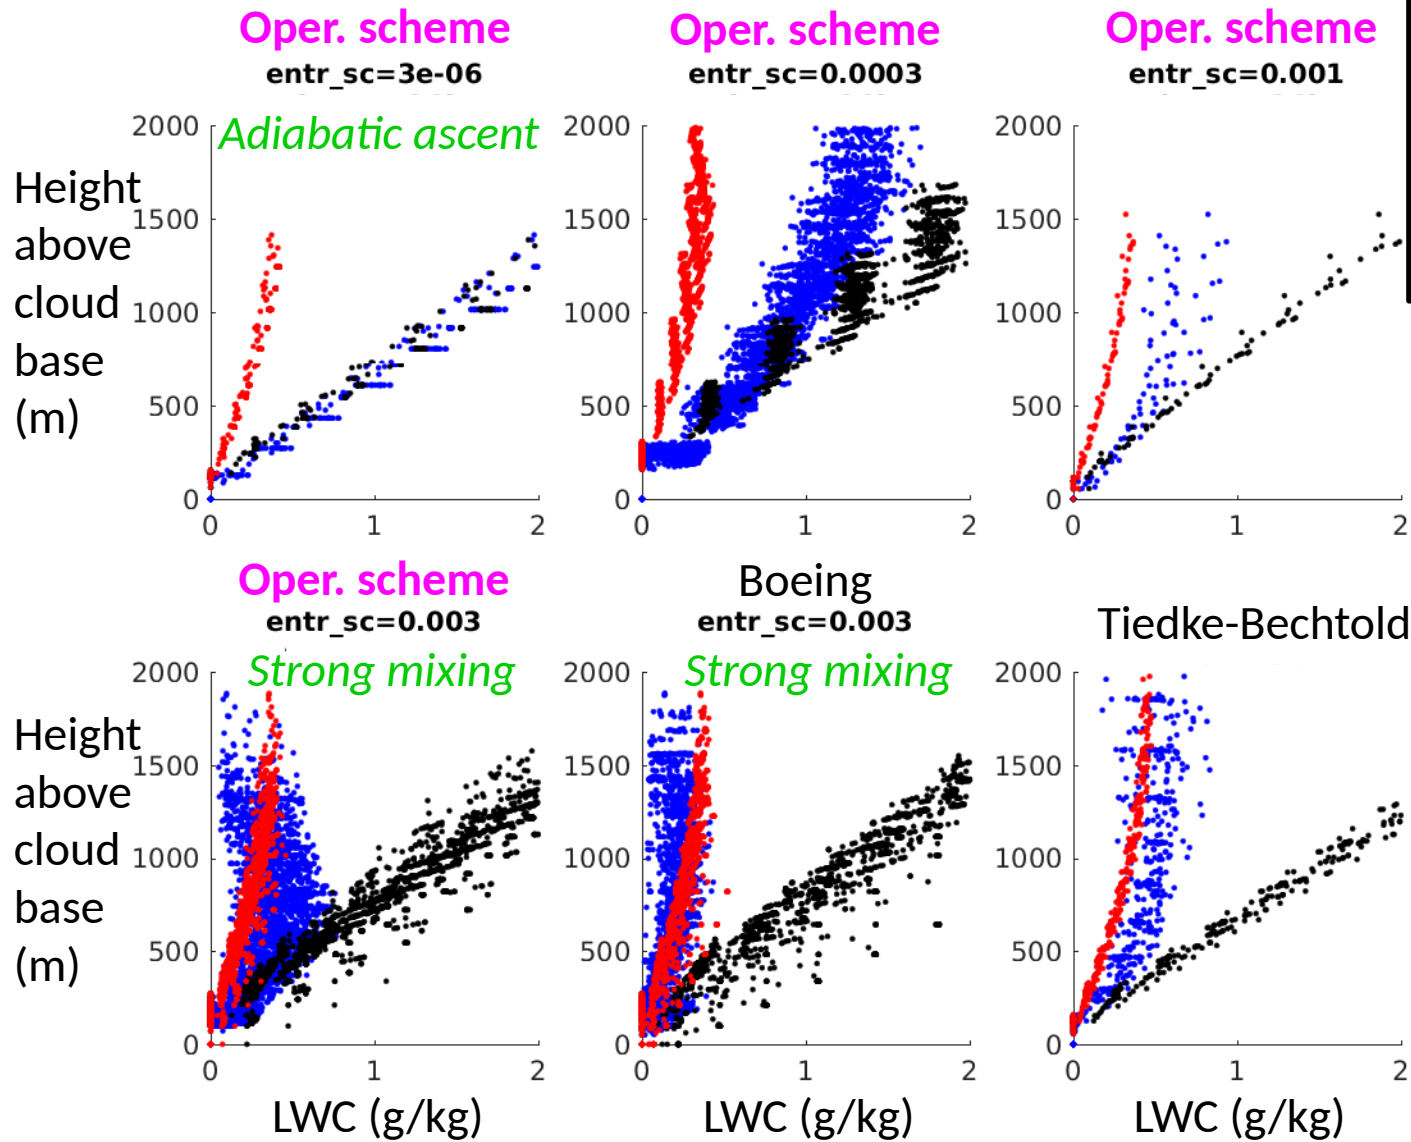 Oper. scheme
entr_sc=3e-06
Adiabatic ascent
Height
above
cloud
base
(m)
2000
1500
1000
500
0
0 1 2
Oper. scheme
entr_sc=0.0003
2000
1500
1000
500
0
0 1 2
Oper. scheme
entr_sc=0.001
2000
1500
1000
500
0
0 1 2
Oper. scheme
entr_sc=0.003
Strong mixing
Height
above
cloud
base
(m)
2000
1500
1000
500
0
0 1 2
LWC (g/kg)
Boeing
entr_sc=0.003
Strong mixing
2000
1500
1000
500
0
0 1 2
LWC (g/kg)
Tiedke-Bechtold
2000
1500
1000
500
0
0 1 2
LWC (g/kg)